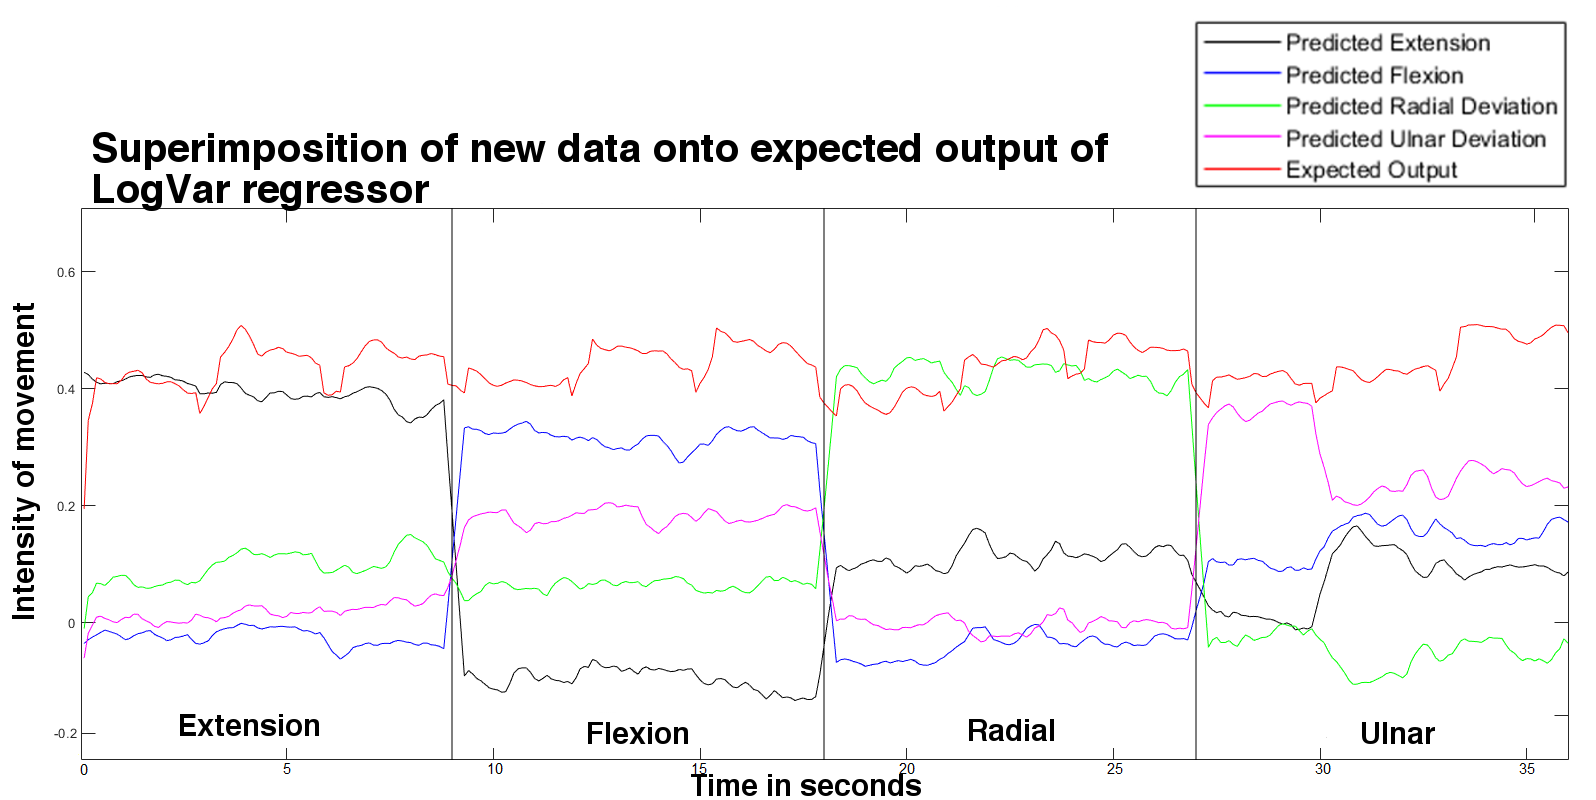 Predicted Extension
Predicted Flexion
Predicted Radial Deviation
Predicted Ulnar Deviation
Expected Output
Superimposition of new data onto expected output of
LogVar regressor
Intensity of movement
0.6
0.4
0.2
0
-0.2
Extension
Flexion
Radial
Ulnar
0 5 10 15 20 25 30 35
Time in seconds